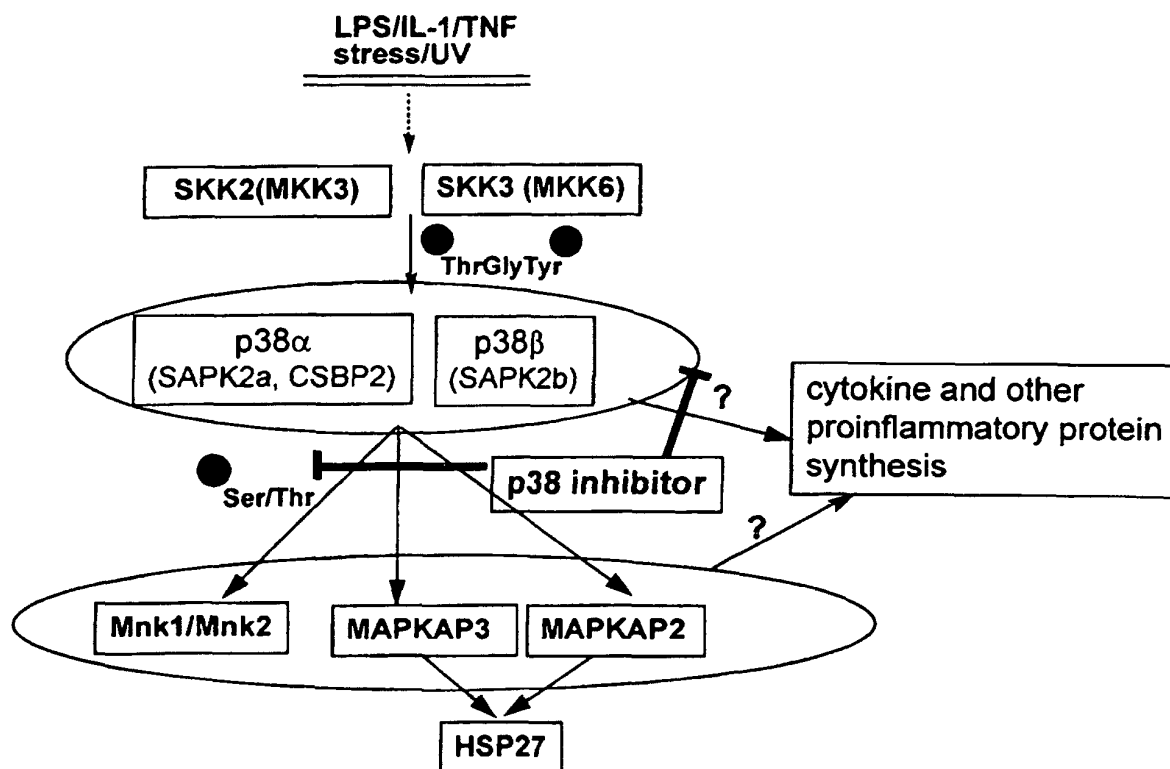 LPS/IL-1/TNF
stress/UV
SKK2(MKK3)
SKK3 (MKK6)
ThrGlyTyr
p38α
(SAPK2a, CSBP2)
p38β
(SAPK2b)
?
cytokine and other
proinflammatory protein
synthesis
p38 inhibitor
Ser/Thr
?
Mnk1/Mnk2
MAPKAP3
MAPKAP2
HSP27